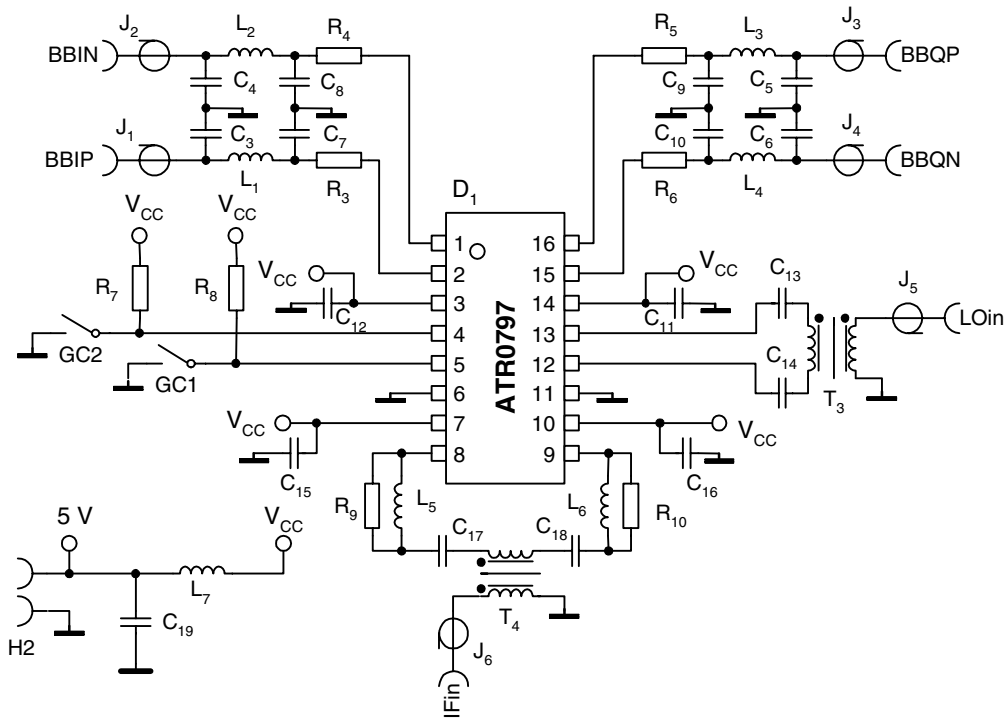 J2 L2 R4 R5 L3 J3
BBIN C4 C8 C9 C5 BBQP
J1 C3 C7 C10 C6 J4
BBIP L1 R3 R6 L4 BBQN
D1
VCC VCC
1 16
R7 R8 2 15
VCC C12 3 14 C11 VCC C13 J5
GC2 4 13 LOin
GC1 5 12 C14 T3
6 11
VCC C15 7 10 C16 VCC
8 9
ATR0797
R9 L5 L6 R10
C17 C18
5 V VCC
L7
C19
H2
T4
J6
IFin